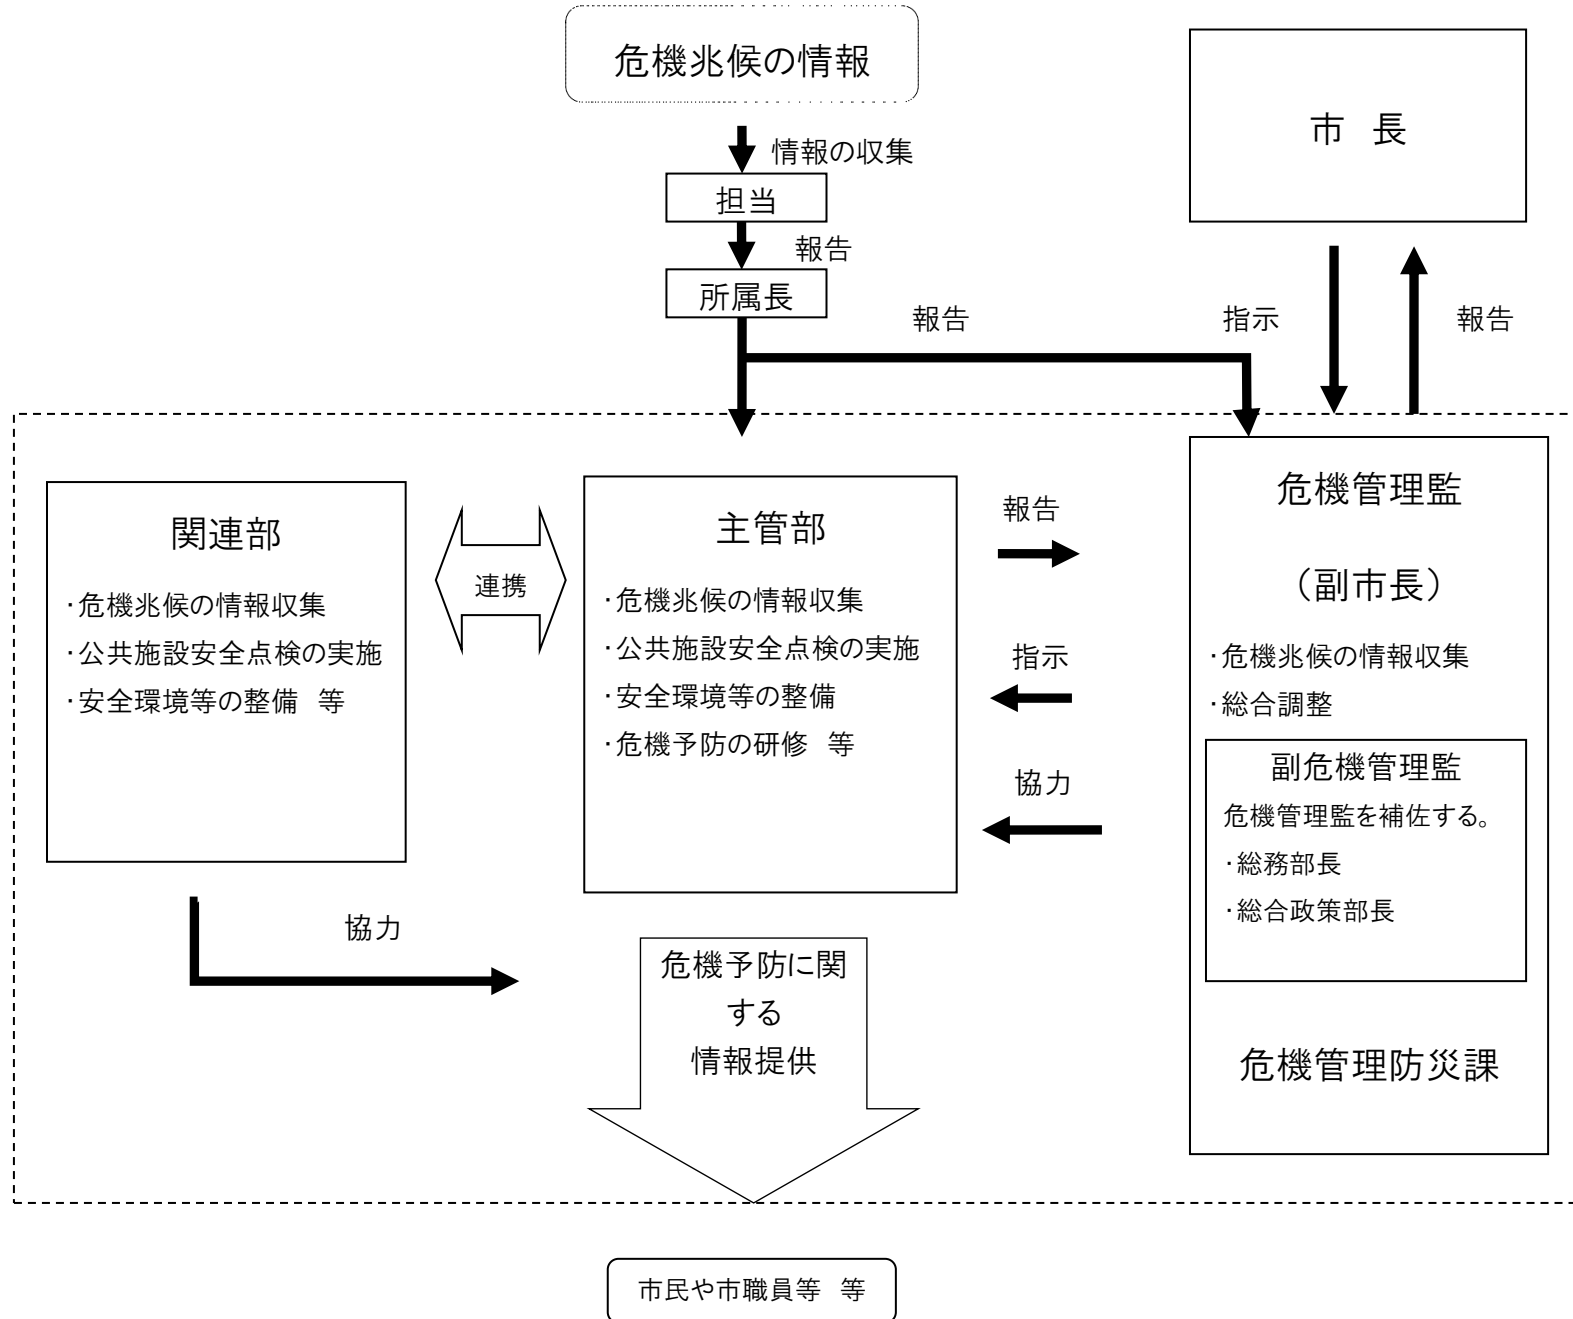 危機兆候の情報
市　長
情報の収集
担当
報告
所属長
報告
指示
報告
関連部
・危機兆候の情報収集
・公共施設安全点検の実施
・安全環境等の整備　等
連携
主管部
・危機兆候の情報収集
・公共施設安全点検の実施
・安全環境等の整備
・危機予防の研修　等
報告
指示
協力
危機管理監
（副市長）
・危機兆候の情報収集
・総合調整
副危機管理監
危機管理監を補佐する。
・総務部長
・総合政策部長
危機管理防災課
協力
危機予防に関
する
情報提供
市民や市職員等　等